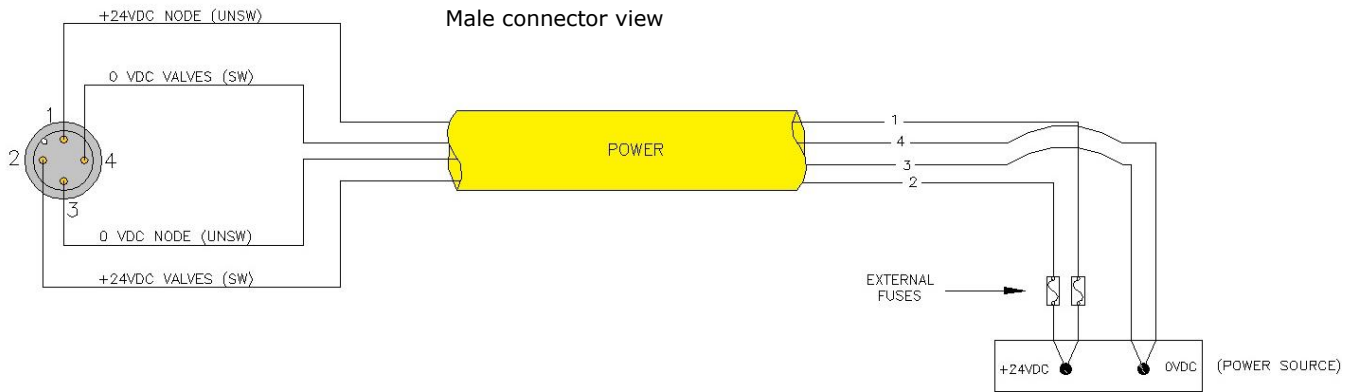 +24VDC NODE (UNSW)
Male connector view
0 VDC VALVES (SW)
1
2
4
3
POWER
1
4
3
2
0 VDC NODE (UNSW)
+24VDC VALVES (SW)
EXTERNAL
FUSES
+24VDC
0VDC
(POWER SOURCE)